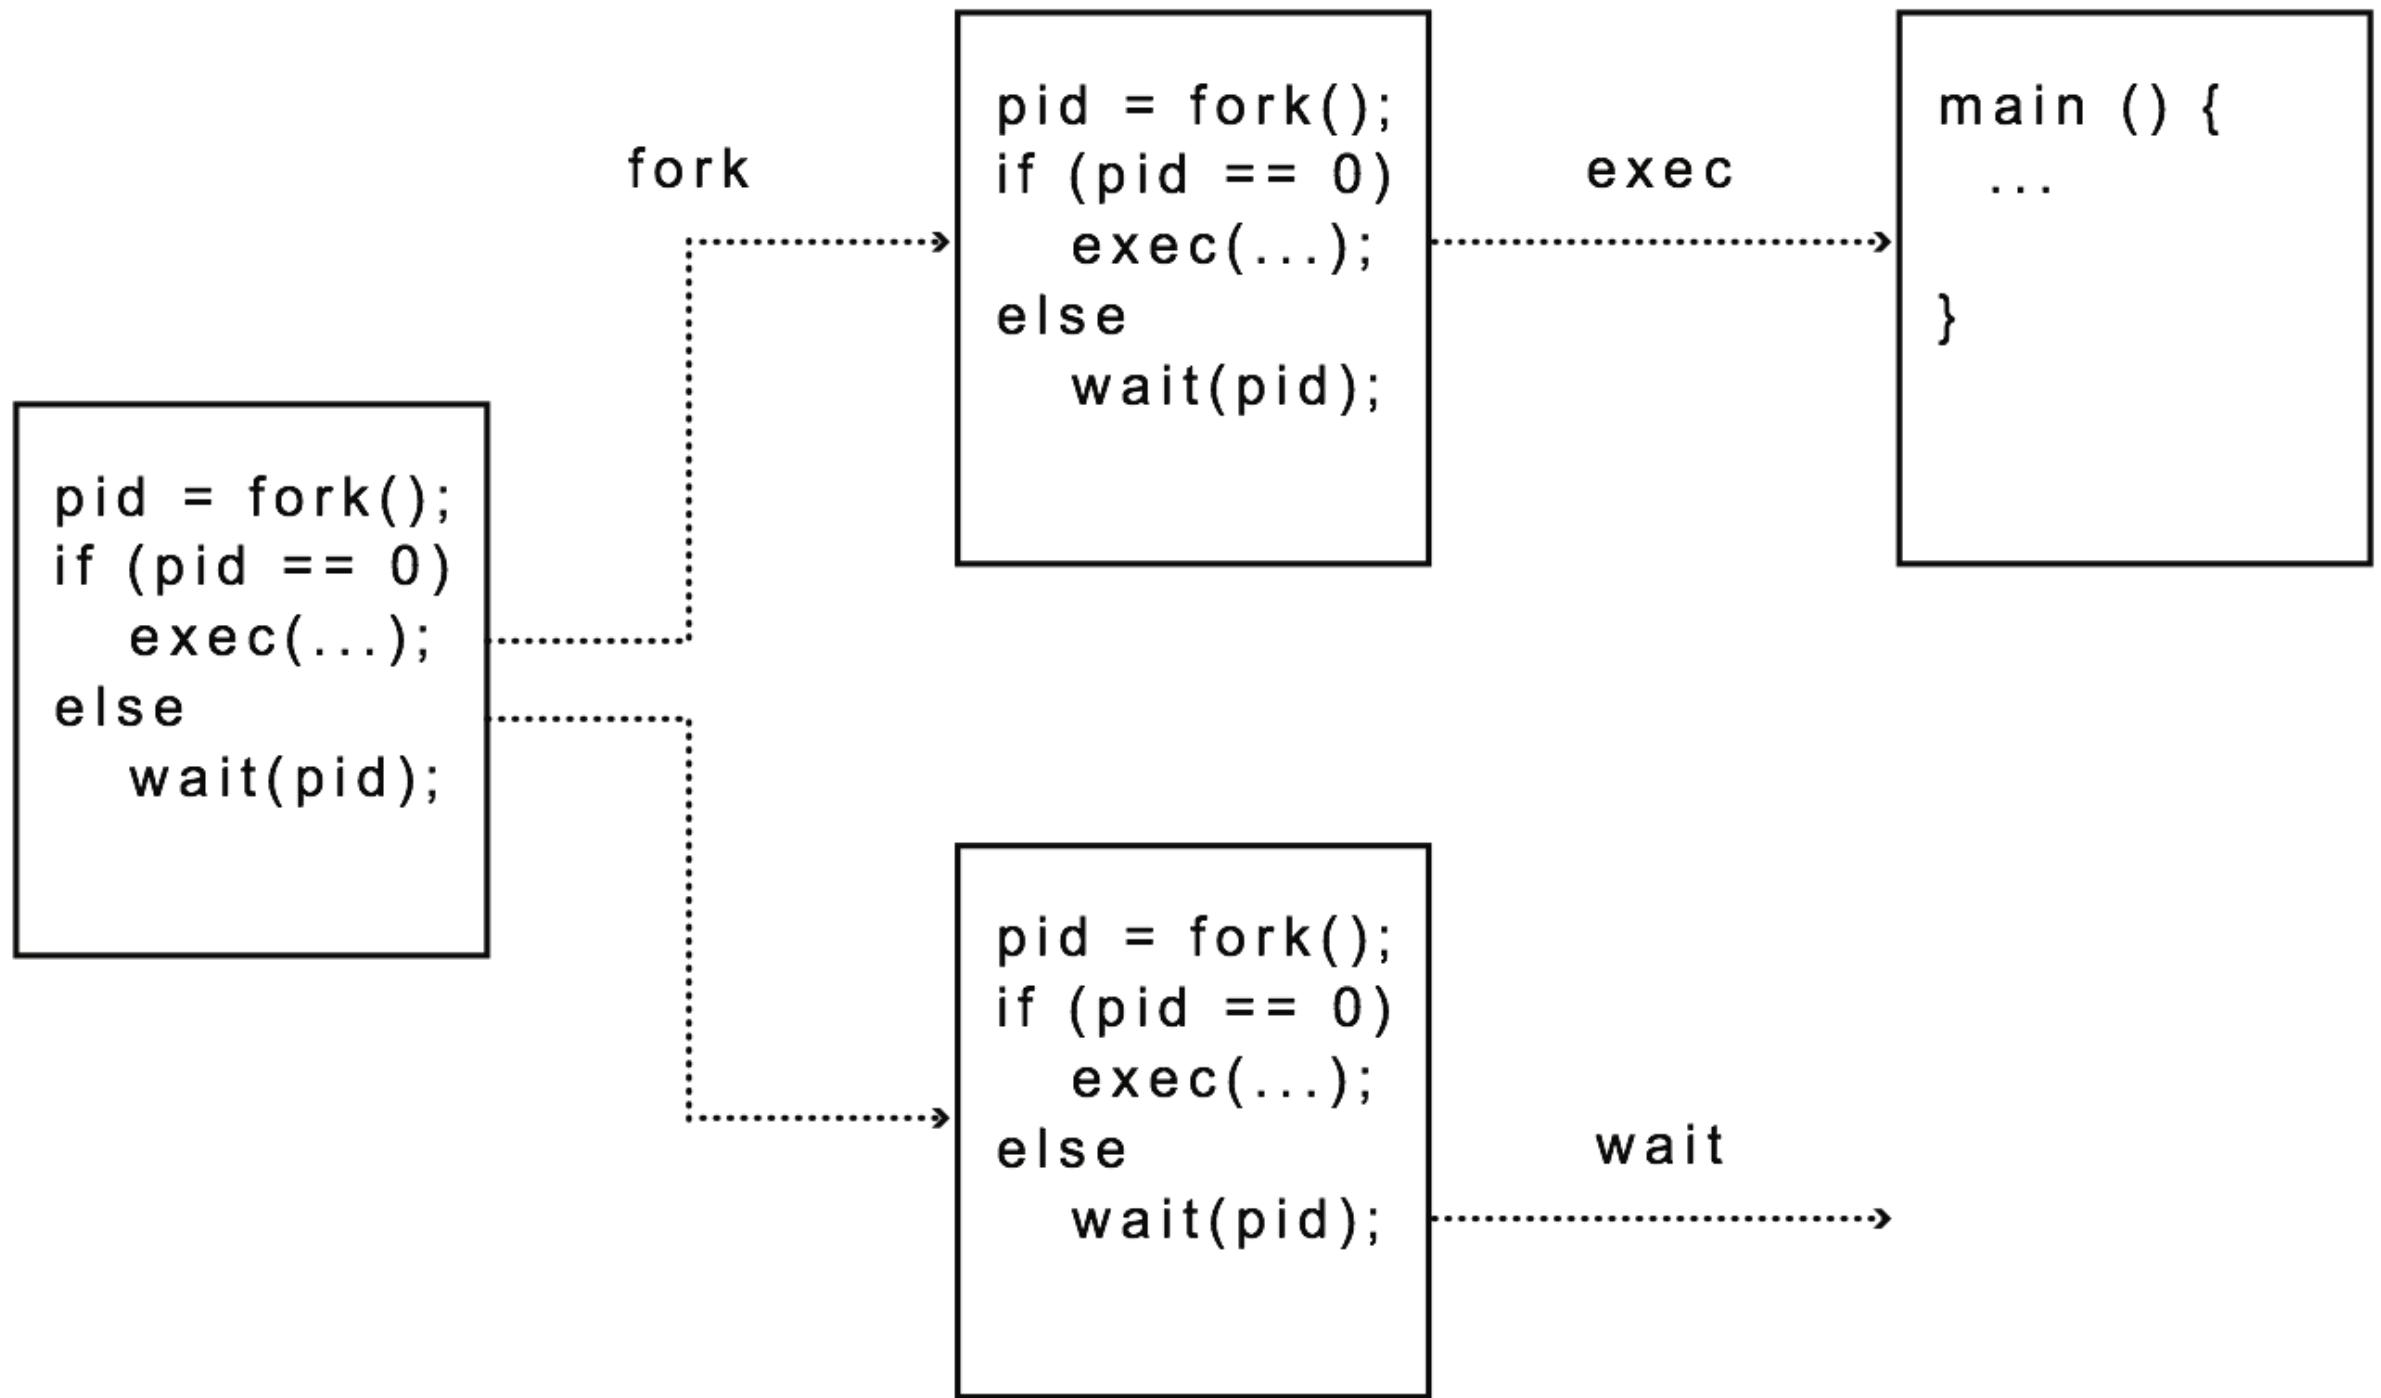 pid = fork();
if (pid == 0)
exec(...);
else
wait(pid);
fork
pid = fork();
if (pid == 0)
exec(...);
else
wait(pid);
exec
main () {
...
}
pid = fork();
if (pid == 0)
exec(...);
else
wait(pid);
wait